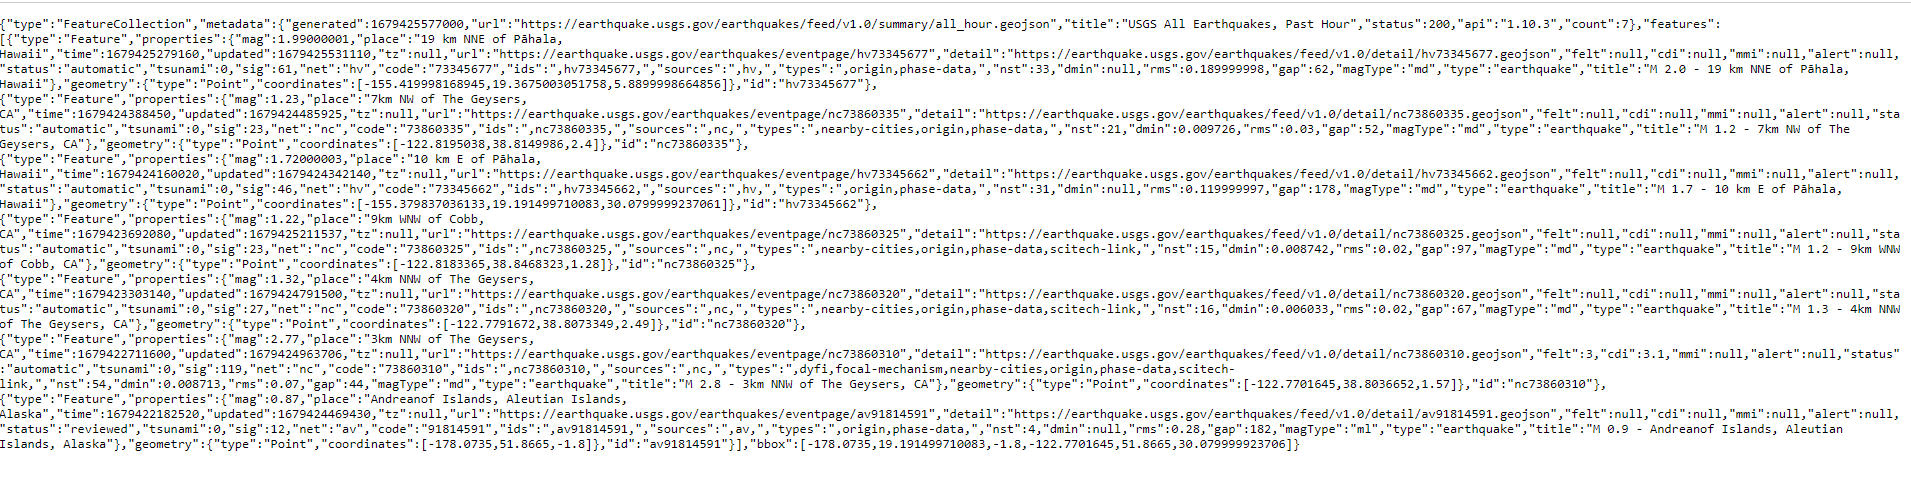 {"type":"FeatureCollection","metadata":{"generated":1679425577000,"url":"https://earthquake.usgs.gov/earthquakes/feed/v1.0/summary/all_hour.geojson","title":"USGS All Earthquakes, Past Hour","status":200,"api":"1.10.3","count":7},"features":
[{"type":"Feature","properties":{"mag":1.99000001,"place":"19 km NNE of Pāhala,
Hawaii","time":1679425279160,"updated":1679425531110,"tz":null,"url":"https://earthquake.usgs.gov/earthquakes/eventpage/hv73345677","detail":"https://earthquake.usgs.gov/earthquakes/feed/v1.0/detail/hv73345677.geojson","felt":null,"cdi":null,"mmi":null,"alert":null,
"status":"automatic","tsunami":0,"sig":61,"net":"hv","code":"73345677","ids":",hv73345677,","sources":",hv,","types":",origin,phase-data,","nst":33,"dmin":null,"rms":0.189999998,"gap":62,"magType":"md","type":"earthquake","title":"M 2.0 - 19 km NNE of Pāhala,
Hawaii"},"geometry":{"type":"Point","coordinates":[-155.419998168945,19.3675003051758,5.8899998664856]},"id":"hv73345677"},
{"type":"Feature","properties":{"mag":1.23,"place":"7km NW of The Geysers,
CA","time":1679424388450,"updated":1679424485925,"tz":null,"url":"https://earthquake.usgs.gov/earthquakes/eventpage/nc73860335","detail":"https://earthquake.usgs.gov/earthquakes/feed/v1.0/detail/nc73860335.geojson","felt":null,"cdi":null,"mmi":null,"alert":null,"sta
tus":"automatic","tsunami":0,"sig":23,"net":"nc","code":"73860335","ids":",nc73860335,","sources":",nc,","types":",nearby-cities,origin,phase-data,","nst":21,"dmin":0.009726,"rms":0.03,"gap":52,"magType":"md","type":"earthquake","title":"M 1.2 - 7km NW of The
Geysers, CA"},"geometry":{"type":"Point","coordinates":[-122.8195038,38.8149986,2.4]},"id":"nc73860335"},
{"type":"Feature","properties":{"mag":1.72000003,"place":"10 km E of Pāhala,
Hawaii","time":1679424160020,"updated":1679424342140,"tz":null,"url":"https://earthquake.usgs.gov/earthquakes/eventpage/hv73345662","detail":"https://earthquake.usgs.gov/earthquakes/feed/v1.0/detail/hv73345662.geojson","felt":null,"cdi":null,"mmi":null,"alert":null,
"status":"automatic","tsunami":0,"sig":46,"net":"hv","code":"73345662","ids":",hv73345662,","sources":",hv,","types":",origin,phase-data,","nst":31,"dmin":null,"rms":0.119999997,"gap":178,"magType":"md","type":"earthquake","title":"M 1.7 - 10 km E of Pāhala,
Hawaii"},"geometry":{"type":"Point","coordinates":[-155.379837036133,19.191499710083,30.0799999237061]},"id":"hv73345662"},
{"type":"Feature","properties":{"mag":1.22,"place":"9km WNW of Cobb,
CA","time":1679423692080,"updated":1679425211537,"tz":null,"url":"https://earthquake.usgs.gov/earthquakes/eventpage/nc73860325","detail":"https://earthquake.usgs.gov/earthquakes/feed/v1.0/detail/nc73860325.geojson","felt":null,"cdi":null,"mmi":null,"alert":null,"sta
tus":"automatic","tsunami":0,"sig":23,"net":"nc","code":"73860325","ids":",nc73860325,","sources":",nc,","types":",nearby-cities,origin,phase-data,scitech-link,","nst":15,"dmin":0.008742,"rms":0.02,"gap":97,"magType":"md","type":"earthquake","title":"M 1.2 - 9km WNW
of Cobb, CA"},"geometry":{"type":"Point","coordinates":[-122.8183365,38.8468323,1.28]},"id":"nc73860325"},
{"type":"Feature","properties":{"mag":1.32,"place":"4km NNW of The Geysers,
CA","time":1679423303140,"updated":1679424791500,"tz":null,"url":"https://earthquake.usgs.gov/earthquakes/eventpage/nc73860320","detail":"https://earthquake.usgs.gov/earthquakes/feed/v1.0/detail/nc73860320.geojson","felt":null,"cdi":null,"mmi":null,"alert":null,"sta
tus":"automatic","tsunami":0,"sig":27,"net":"nc","code":"73860320","ids":",nc73860320,","sources":",nc,","types":",nearby-cities,origin,phase-data,scitech-link,","nst":16,"dmin":0.006033,"rms":0.02,"gap":67,"magType":"md","type":"earthquake","title":"M 1.3 - 4km NNW
of The Geysers, CA"},"geometry":{"type":"Point","coordinates":[-122.7791672,38.8073349,2.49]},"id":"nc73860320"},
{"type":"Feature","properties":{"mag":2.77,"place":"3km NNW of The Geysers,
CA","time":1679422711600,"updated":1679424963706,"tz":null,"url":"https://earthquake.usgs.gov/earthquakes/eventpage/nc73860310","detail":"https://earthquake.usgs.gov/earthquakes/feed/v1.0/detail/nc73860310.geojson","felt":3,"cdi":3.1,"mmi":null,"alert":null,"status"
:"automatic","tsunami":0,"sig":119,"net":"nc","code":"73860310","ids":",nc73860310,","sources":",nc,","types":",dyfi,focal-mechanism,nearby-cities,origin,phase-data,scitech-
link,","nst":54,"dmin":0.008713,"rms":0.07,"gap":44,"magType":"md","type":"earthquake","title":"M 2.8 - 3km NNW of The Geysers, CA"},"geometry":{"type":"Point","coordinates":[-122.7701645,38.8036652,1.57]},"id":"nc73860310"},
{"type":"Feature","properties":{"mag":0.87,"place":"Andreanof Islands, Aleutian Islands,
Alaska","time":1679422182520,"updated":1679424469430,"tz":null,"url":"https://earthquake.usgs.gov/earthquakes/eventpage/av91814591","detail":"https://earthquake.usgs.gov/earthquakes/feed/v1.0/detail/av91814591.geojson","felt":null,"cdi":null,"mmi":null,"alert":null,
"status":"reviewed","tsunami":0,"sig":12,"net":"av","code":"91814591","ids":",av91814591,","sources":",av,","types":",origin,phase-data,","nst":4,"dmin":null,"rms":0.28,"gap":182,"magType":"ml","type":"earthquake","title":"M 0.9 - Andreanof Islands, Aleutian
Islands, Alaska"},"geometry":{"type":"Point","coordinates":[-178.0735,51.8665,-1.8]},"id":"av91814591"}],"bbox":[-178.0735,19.191499710083,-1.8,-122.7701645,51.8665,30.079999923706]}